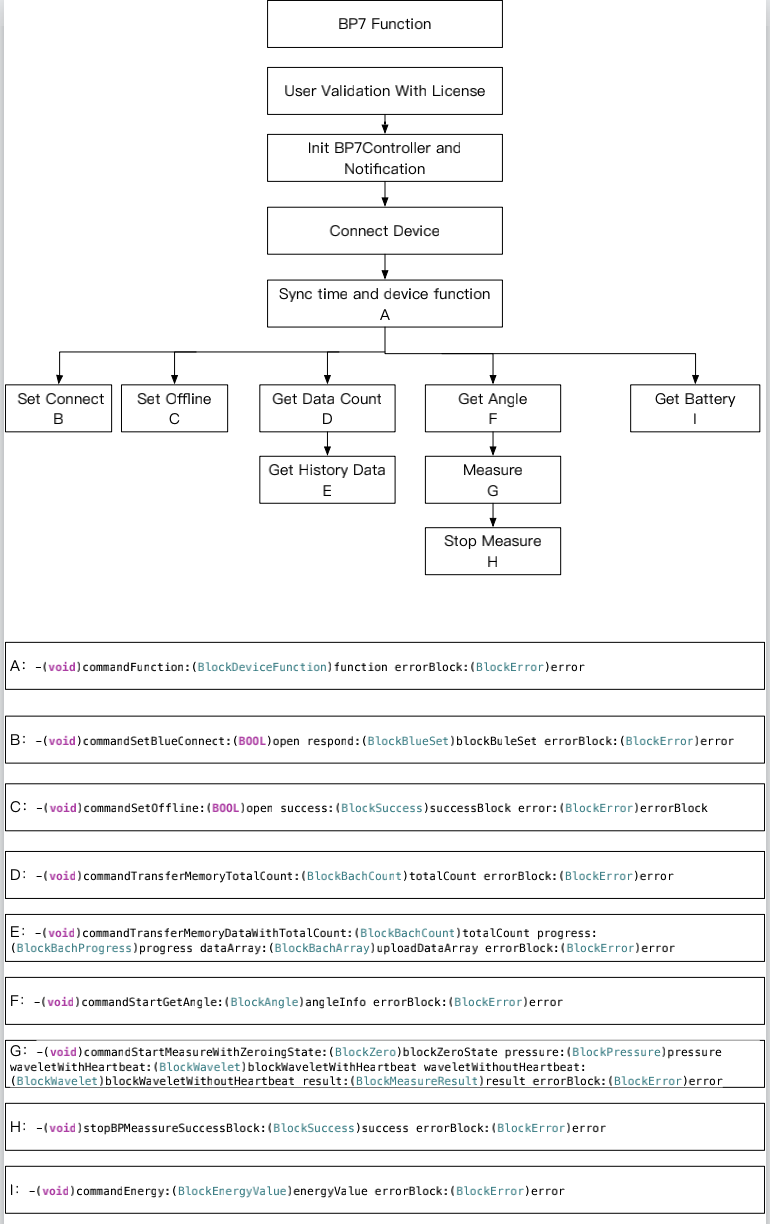 BP7 Function
User Validation With License
Init BP7Controller and
Notification
Connect Device
Sync time and device function
A
Set Connect
B
Set Offline
C
Get Data Count
D
Get Angle
F
Get Battery
I
Get History Data
E
Measure
G
Stop Measure
H
A: -(void)commandFunction:(BlockDeviceFunction)function errorBlock:(BlockError)error
B: -(void)commandSetBlueConnect:(BOOL)open respond:(BlockBlueSet)blockBuleSet errorBlock:(BlockError)error
C: -(void)commandSetOffline:(BOOL)open success:(BlockSuccess)successBlock error:(BlockError)errorBlock
D: -(void)commandTransferMemoryTotalCount:(BlockBachCount)totalCount errorBlock:(BlockError)error
E: -(void)commandTransferMemoryDataWithTotalCount:(BlockBachCount)totalCount progress:
(BlockBachProgress)progress dataArray:(BlockBachArray)uploadDataArray errorBlock:(BlockError)error
F: -(void)commandStartGetAngle:(BlockAngle)angleInfo errorBlock:(BlockError)error
G: -(void)commandStartMeasureWithZeroingState:(BlockZero)blockZeroState pressure:(BlockPressure)pressure
waveletWithHeartbeat:(BlockWavelet)blockWaveletWithHeartbeat waveletWithoutHeartbeat:
(BlockWavelet)blockWaveletWithoutHeartbeat result:(BlockMeasureResult)result errorBlock:(BlockError)error
H: -(void)stopBPMeassureSuccessBlock:(BlockSuccess)success errorBlock:(BlockError)error
I: -(void)commandEnergy:(BlockEnergyValue)energyValue errorBlock:(BlockError)error